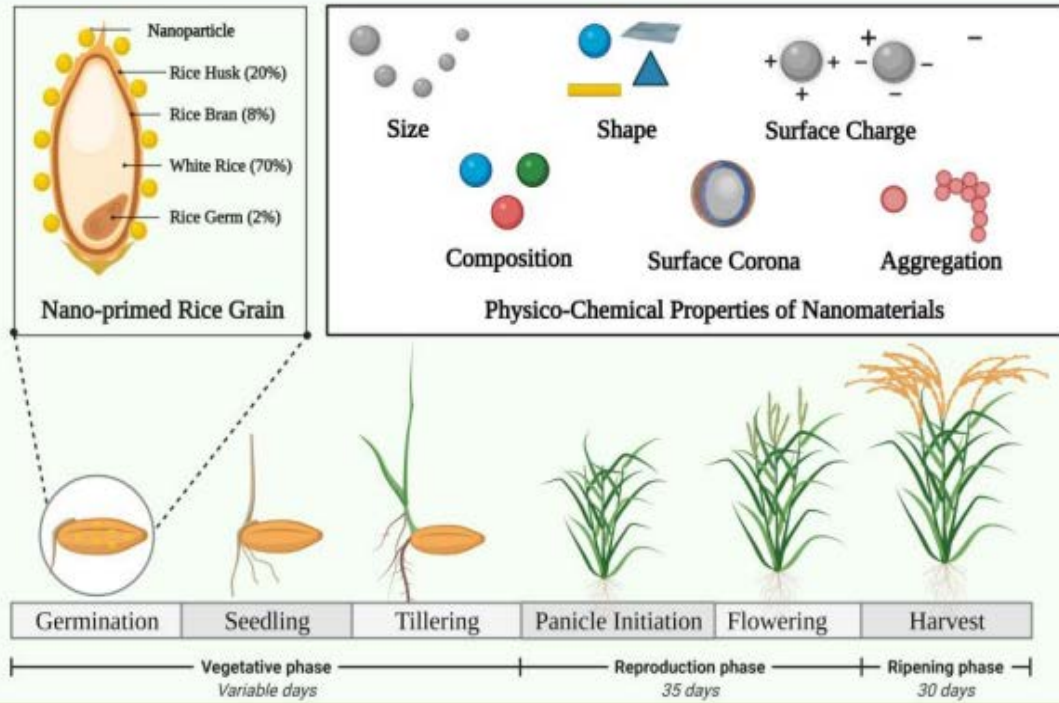 Nanoparticle
Rice Husk (20%)
Rice Bran (8%)
White Rice (70%)
Rice Germ (2%)
Nano-primed Rice Grain
+ + + + - - - -
Size
Shape
Surface Charge
Composition
Surface Corona
Aggregation
Physico-Chemical Properties of Nanomaterials
Germination
Seedling
Tillering
Panicle Initiation
Flowering
Harvest
Vegetative phase
Variable days
Reproduction phase
35 days
Ripening phase
30 days